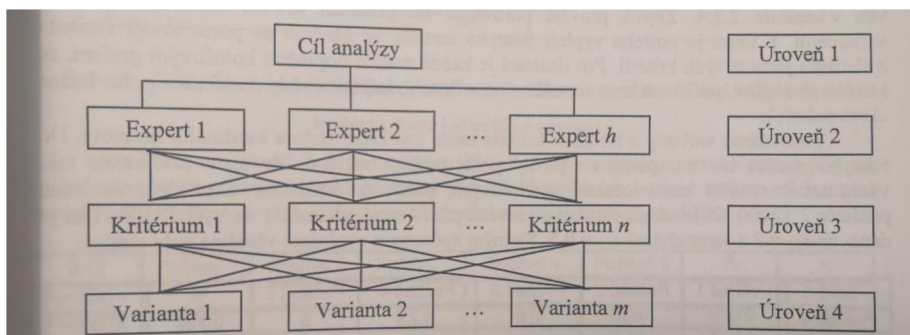 Cíl analýzy
Úroveň 1
Expert 1
Expert 2
...
Expert h
Úroveň 2
Kritérium 1
Kritérium 2
...
Kritérium n
Úroveň 3
Varianta 1
Varianta 2
...
Varianta m
Úroveň 4